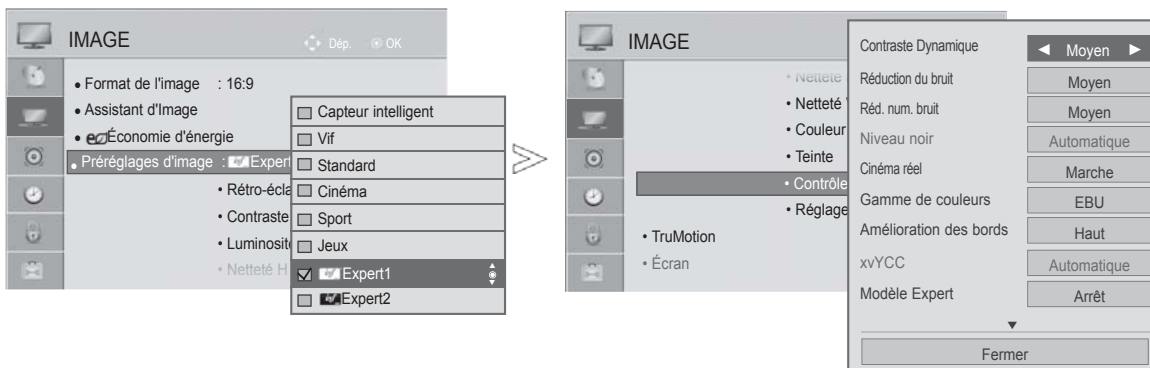 IMAGE
Dép. OK
• Format de l'image : 16:9
• Assistant d'Image
• Économie d'énergie
• Préréglages d'image : Expert
• Rétro-écla
• Contraste
• Luminosité
• Netteté H
Capteur intelligent
Vif
Standard
Cinéma
Sport
Jeux
Expert1
Expert2
IMAGE
• Netteté
• Netteté
• Couleur
• Teinte
• Contrôle
• Réglage
• TruMotion
• Écran
Contraste Dynamique ◄ Moyen ►
Réduction du bruit Moyen
Réd. num. bruit Moyen
Niveau noir Automatique
Cinéma réel Marche
Gamme de couleurs EBU
Amélioration des bords Haut
xvYCC Automatique
Modèle Expert Arrêt
▼
Fermer